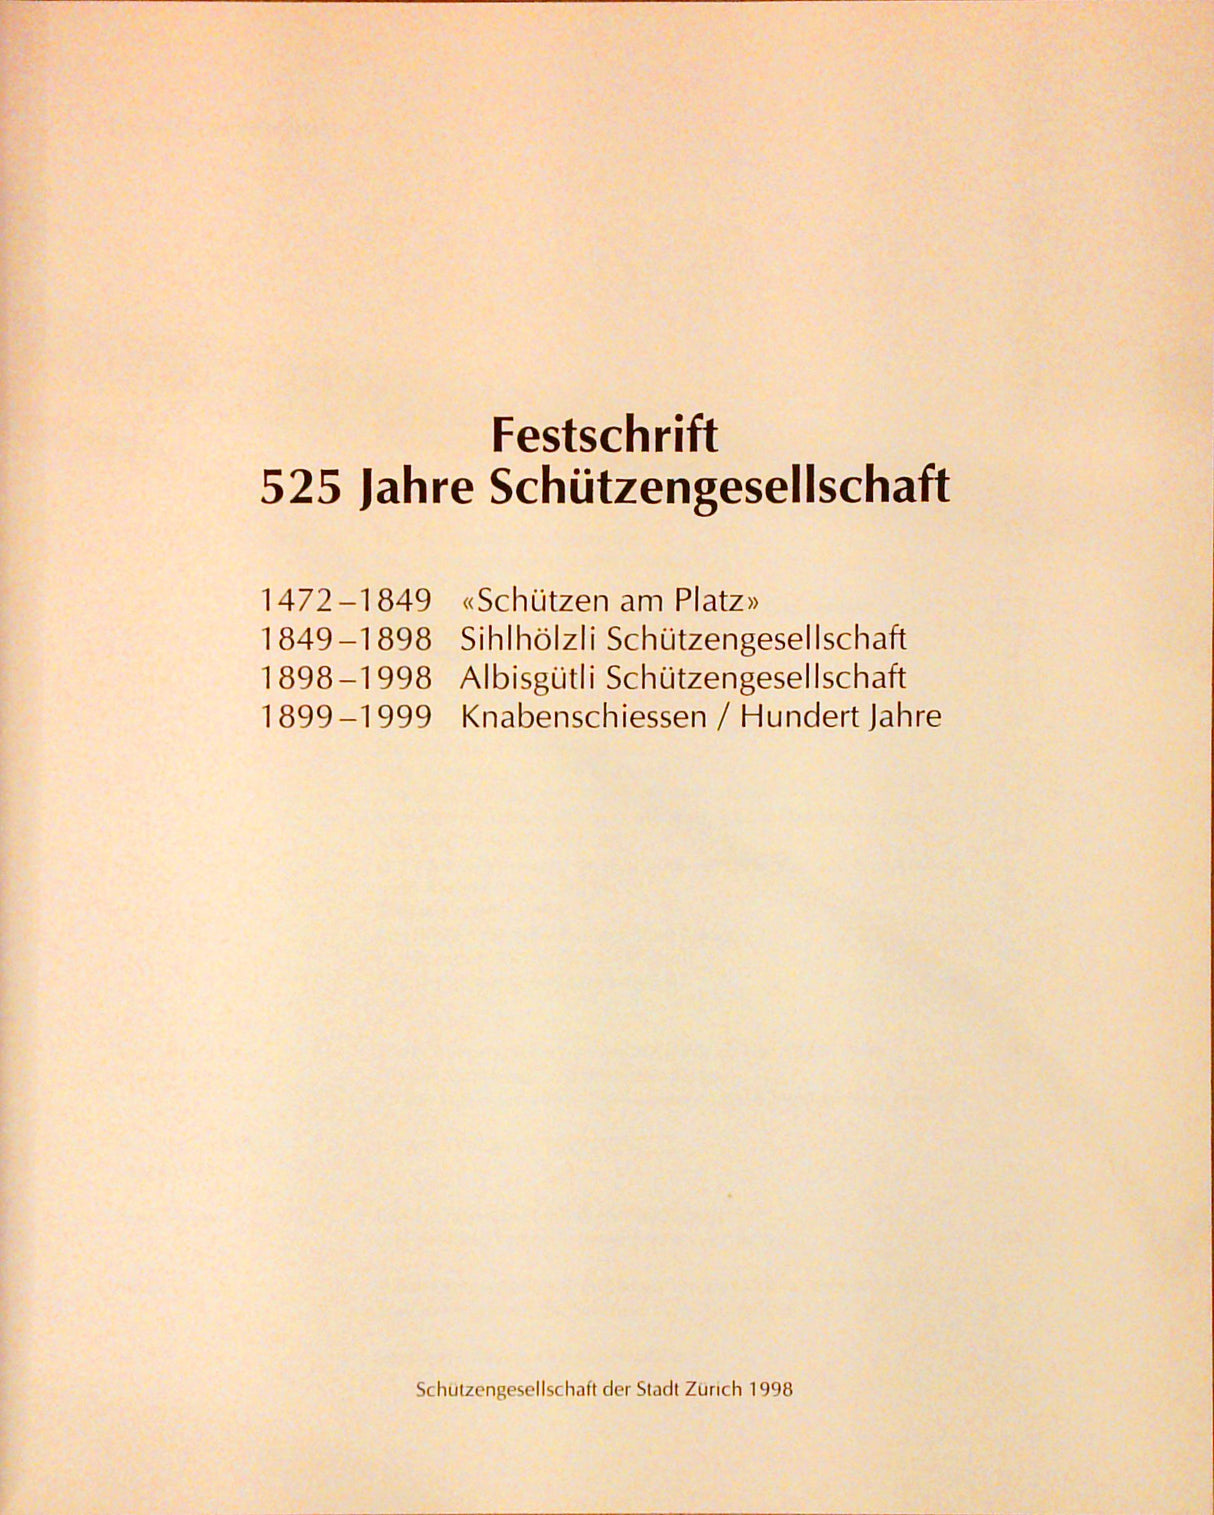 Festschrift
525 Jahre Schützengesellschaft
1472–1849 «Schützen am Platz»
1849–1898 Sihlhölzli Schützengesellschaft
1898–1998 Albisgütli Schützengesellschaft
1899–1999 Knabenschiessen / Hundert Jahre
Schützengesellschaft der Stadt Zürich 1998